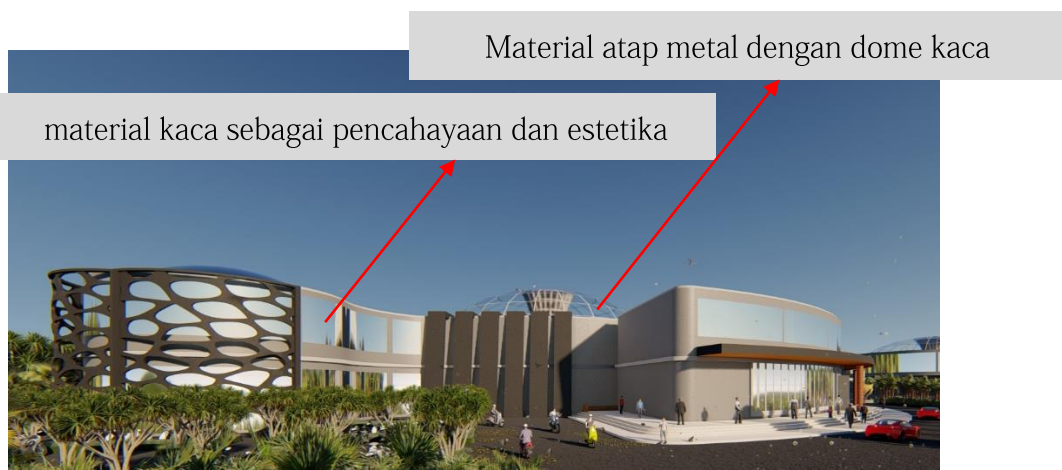 Material atap metal dengan dome kaca
material kaca sebagai pencahayaan dan estetika